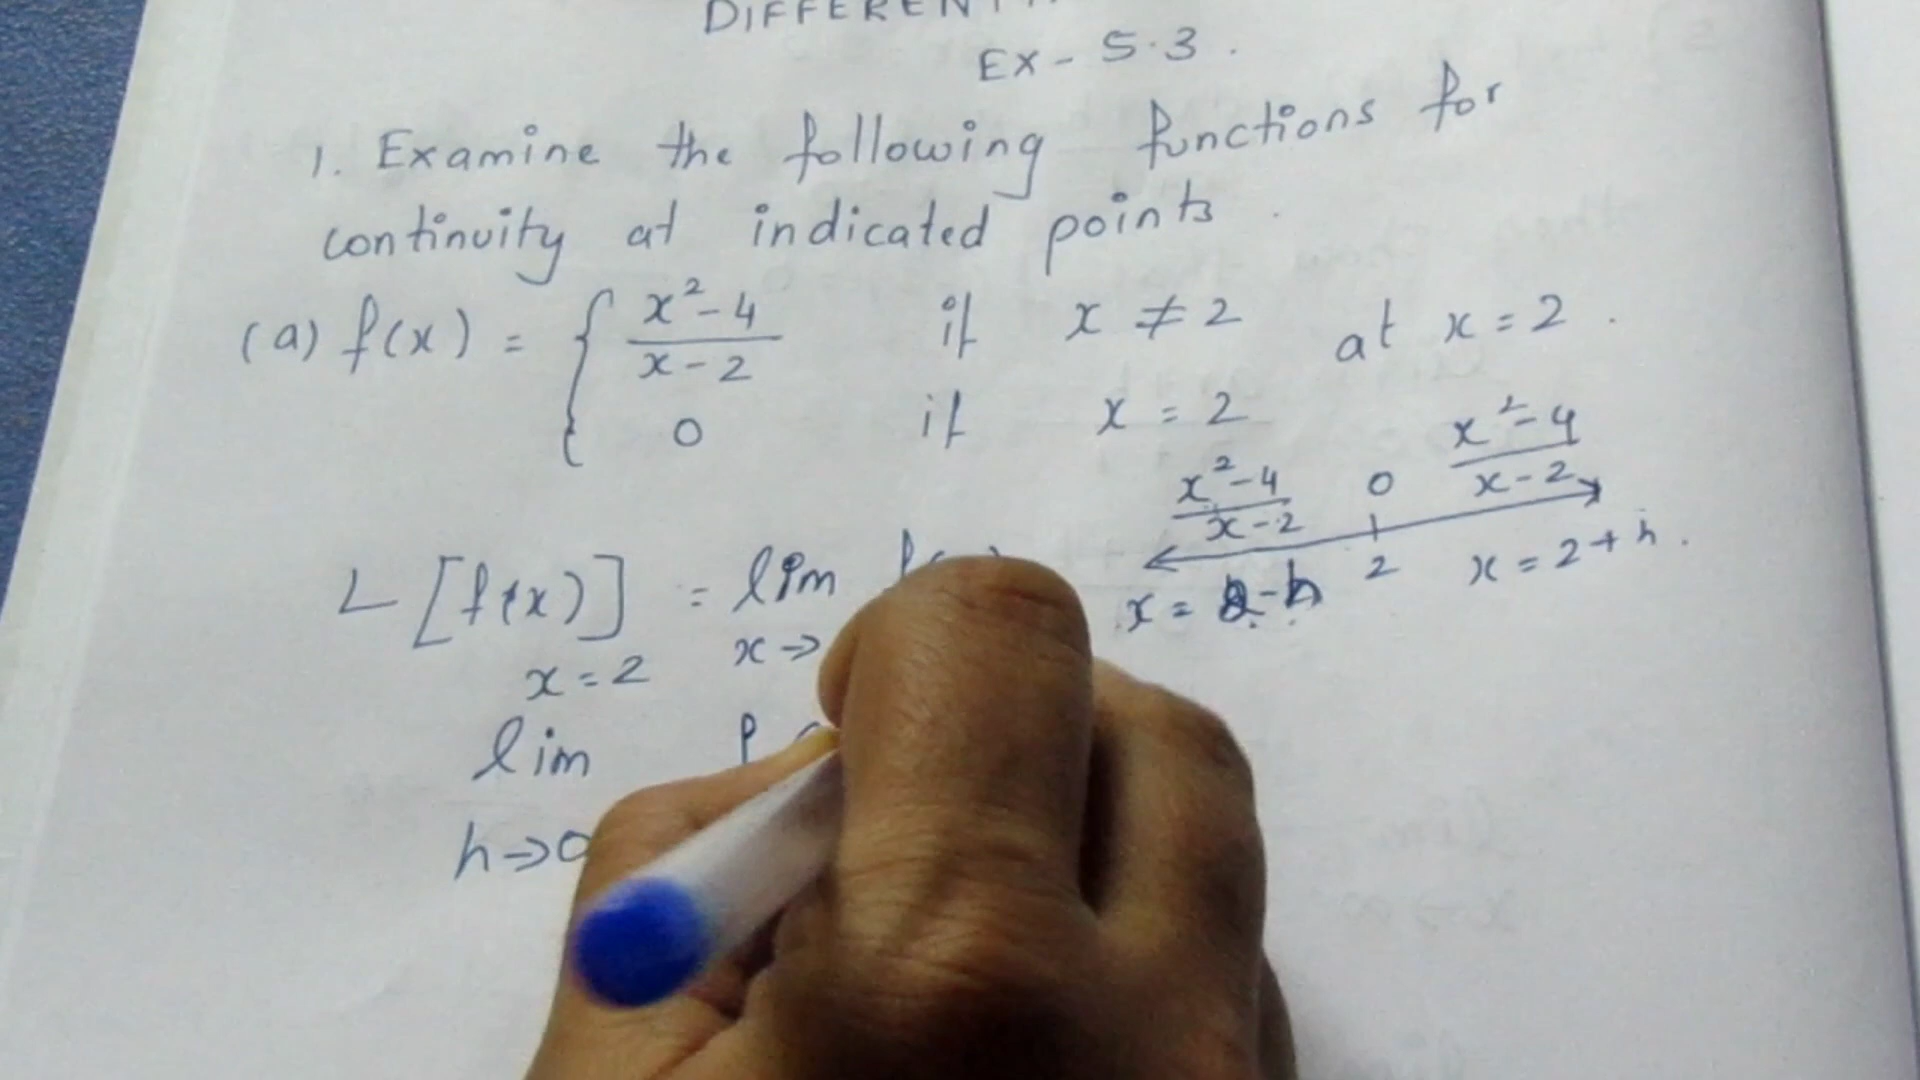 EX - 5.3.
1. Examine the following functions for
continuity at indicated points.
(a) f(x) = { x²-4 / x-2 if x ≠ 2 at x = 2.
0 if x = 2
x²-4 / x-2 0 x²-4 / x-2
x = 2-h 2 x = 2+h.
L [f(x)] = lim
x=2 x→
lim
h→0